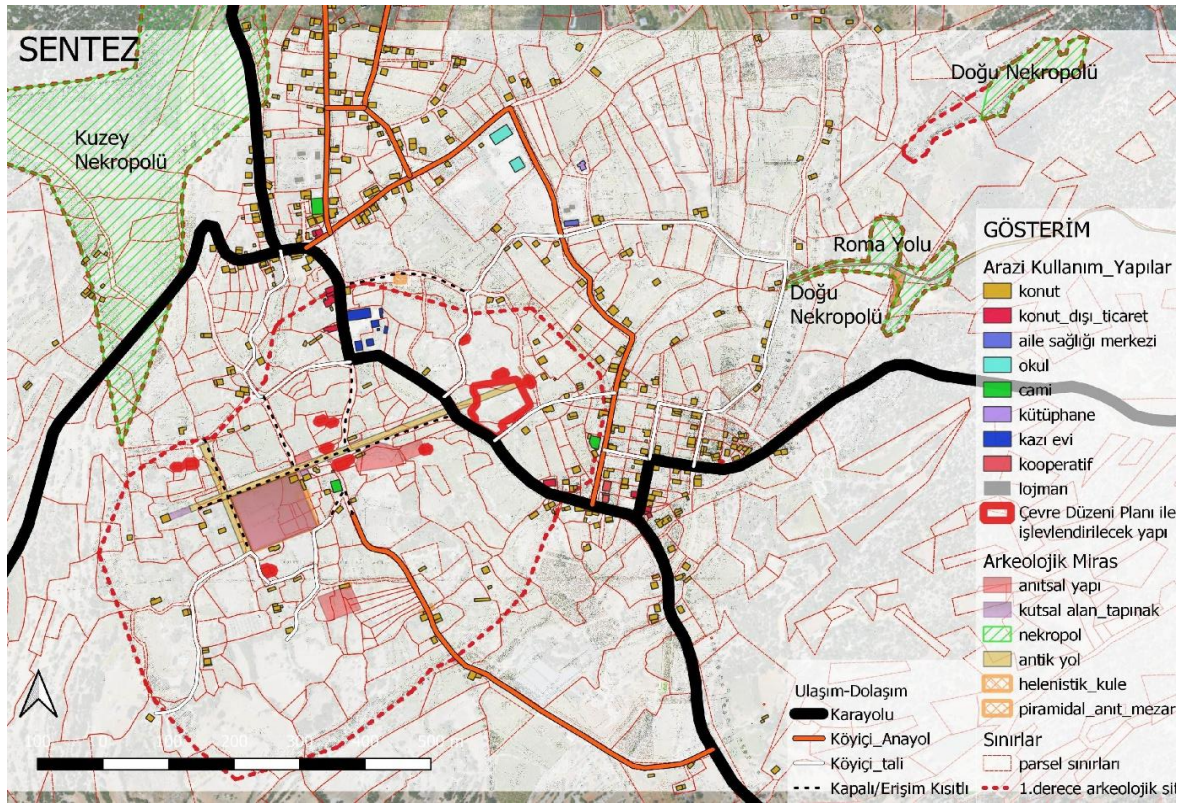 SENTEZ
Doğu Nekropolü
Kuzey
Nekropolü
Roma Yolu
Doğu
Nekropolü
GÖSTERİM
Arazi Kullanım_Yapılar
konut
konut_dışı_ticaret
aile sağlığı merkezi
okul
cami
kütüphane
kazı evi
kooperatif
lojman
Çevre Düzeni Planı ile
işlevlendirilecek yapı
Arkeolojik Miras
anıtsal yapı
kutsal alan_tapınak
nekropol
antik yol
helenistik_kule
piramidal_anıt_mezar
Sınırlar
parsel sınırları
1.derece arkeolojik sit
Ulaşım-Dolaşım
Karayolu
Köyiçi_Anayol
Köyiçi_tali
Kapalı/Erişim Kısıtlı
100 0 100 200 300 400 500 m